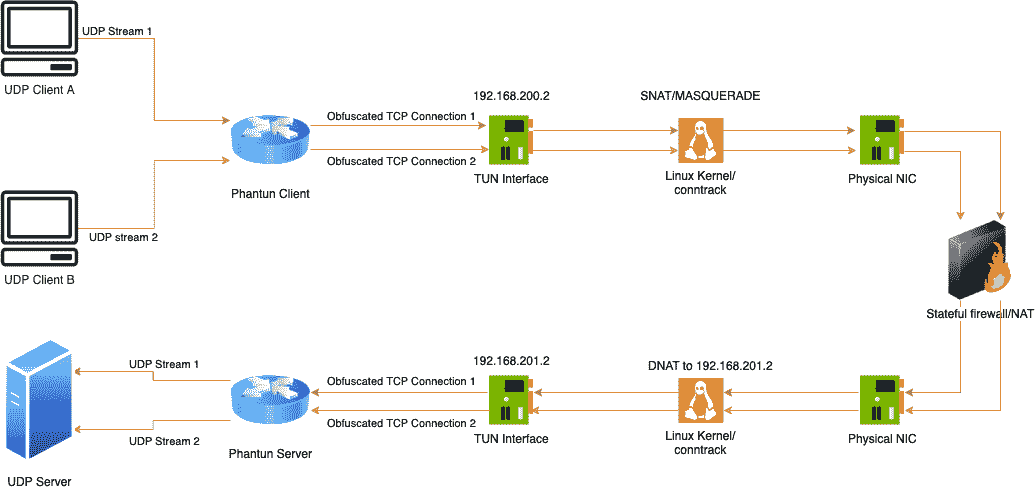 UDP Stream 1
UDP Client A
192.168.200.2
SNAT/MASQUERADE
Obfuscated TCP Connection 1
Obfuscated TCP Connection 2
Phantun Client
TUN Interface
Linux Kernel/
conntrack
Physical NIC
UDP stream 2
UDP Client B
Stateful firewall/NAT
192.168.201.2
DNAT to 192.168.201.2
UDP Stream 1
Obfuscated TCP Connection 1
Obfuscated TCP Connection 2
UDP Stream 2
Phantun Server
TUN Interface
Linux Kernel/
conntrack
Physical NIC
UDP Server